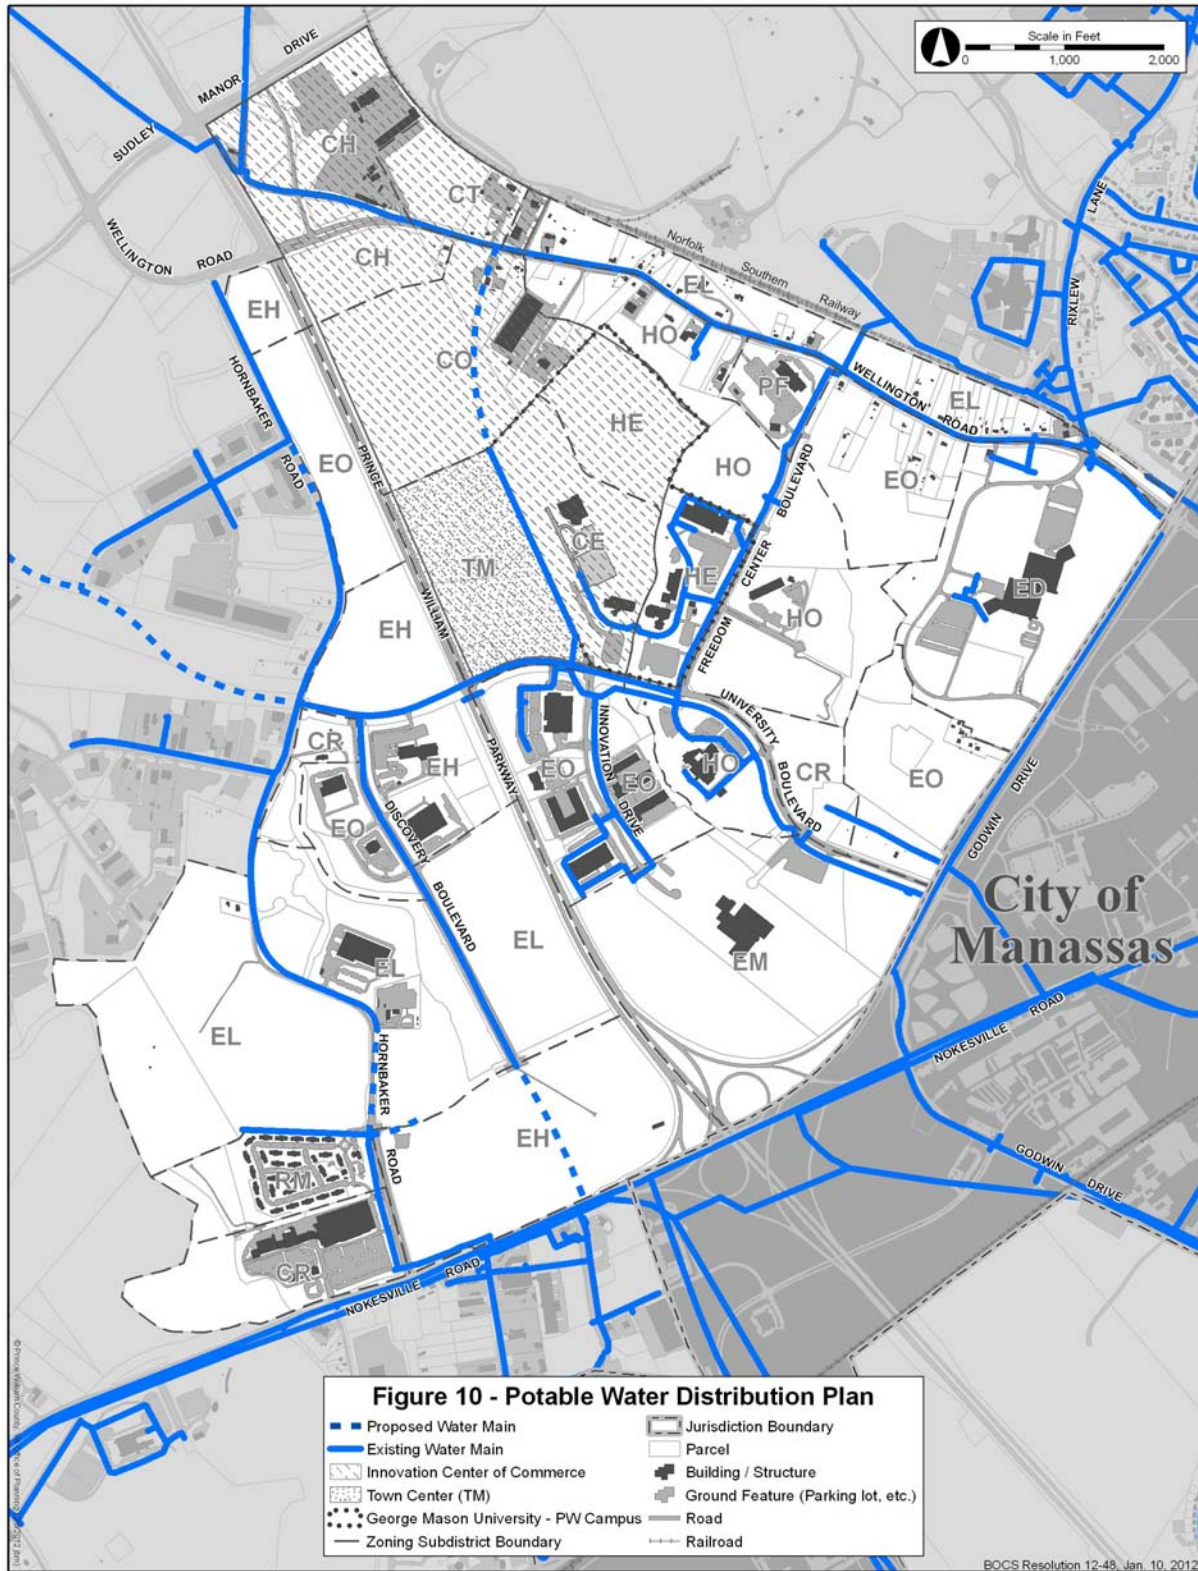 Scale in Feet
0 1,000 2,000
SUDLEY MANOR DRIVE
CH
CT
WELLINGTON ROAD
CH
Norfolk Southern Railway
RIXLEW LANE
EH
EL
HO
CO
PF
WELLINGTON ROAD
EL
HORNBAKER ROAD
HE
EO
PRINCE WILLIAM PARKWAY
HO
EO
FREEDOM CENTER BOULEVARD
CE
TM
HE
ED
HO
EH
UNIVERSITY BOULEVARD
CR
EH
EO
INNOVATION DRIVE
EO
HO
CR
EO
EO
DISCOVERY BOULEVARD
GODWIN DRIVE
City of
Manassas
EL
EL
EM
NOKESVILLE ROAD
EL
HORNBAKER ROAD
EH
GODWIN DRIVE
RM
CR
NOKESVILLE ROAD
Figure 10 - Potable Water Distribution Plan
Proposed Water Main
Existing Water Main
Innovation Center of Commerce
Town Center (TM)
George Mason University - PW Campus
Zoning Subdistrict Boundary
Jurisdiction Boundary
Parcel
Building / Structure
Ground Feature (Parking lot, etc.)
Road
Railroad
BOCS Resolution 12-48, Jan. 10, 2012